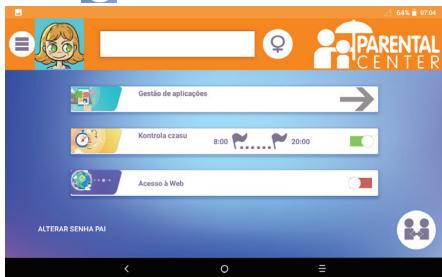 64% 07:04
PARENTAL
CENTER
Gestão de aplicações
Kontrola czasu
8:00 20:00
Acesso à Web
ALTERAR SENHA PAI